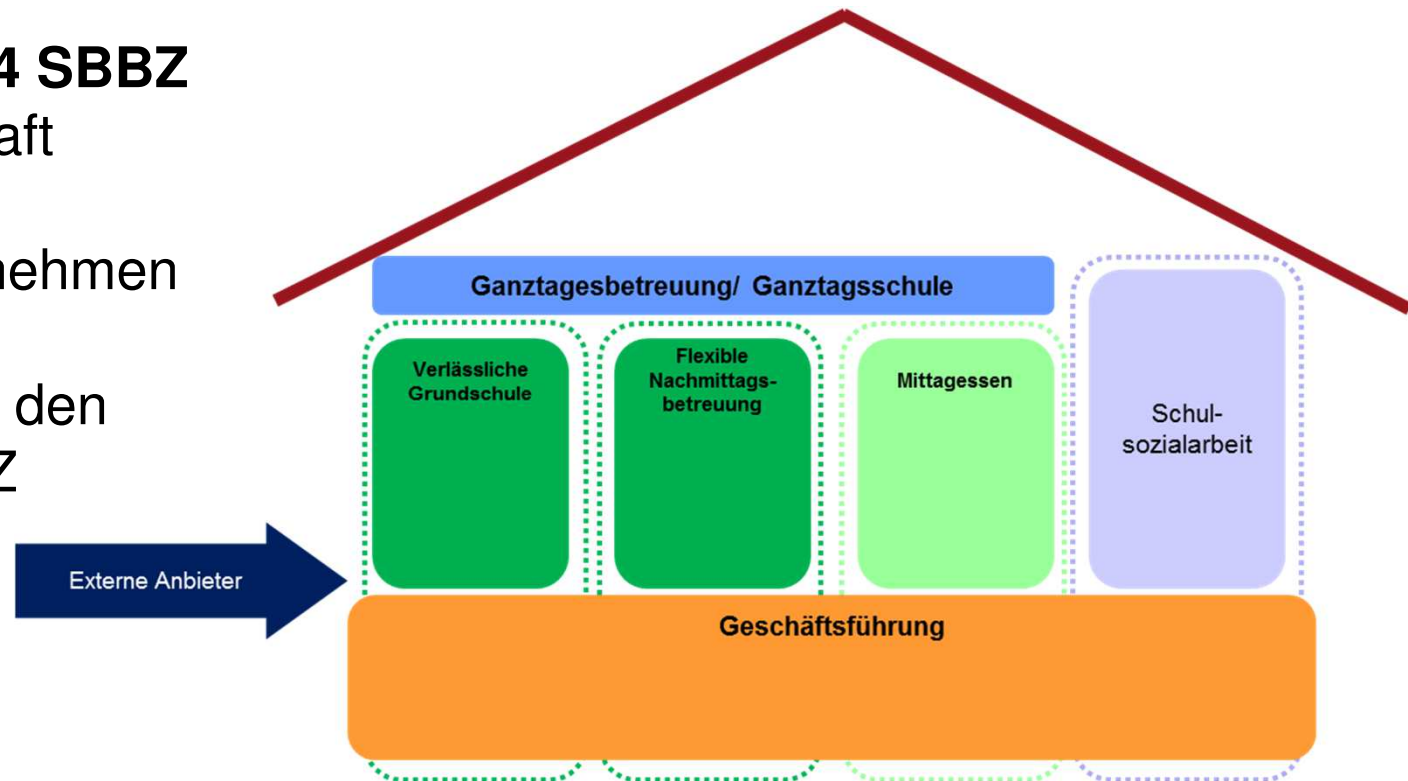 4 SBBZ
aft
nehmen
den
Z
Ganztagesbetreuung/ Ganztagsschule
Verlässliche
Grundschule
Flexible
Nachmittags-
betreuung
Mittagessen
Schul-
sozialarbeit
Externe Anbieter
Geschäftsführung